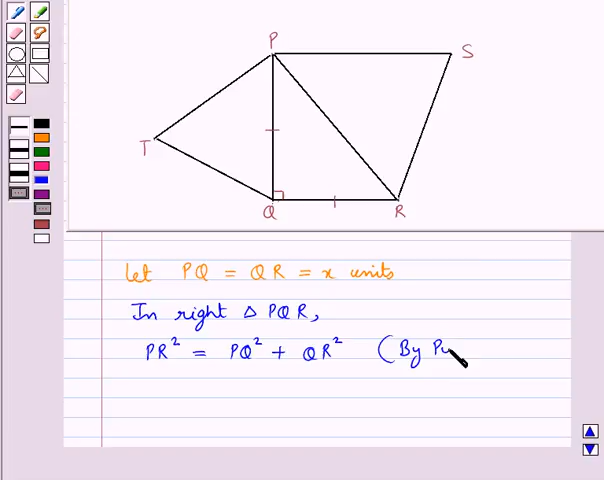 P
S
T
Q
R
Let PQ = QR = x units
In right △ PQR,
PR² = PQ² + QR² (By P